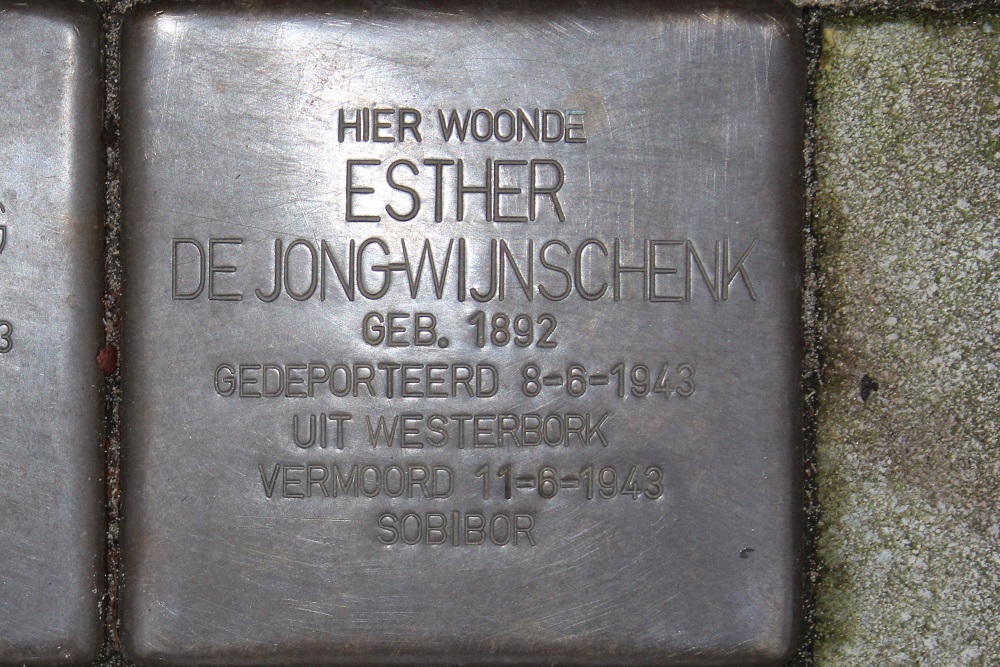 HIER WOONDE
ESTHER
DE JONG-WIJNSCHENK
GEB. 1892
GEDEPORTEERD 8-6-1943
UIT WESTERBORK
VERMOORD 11-6-1943
SOBIBOR